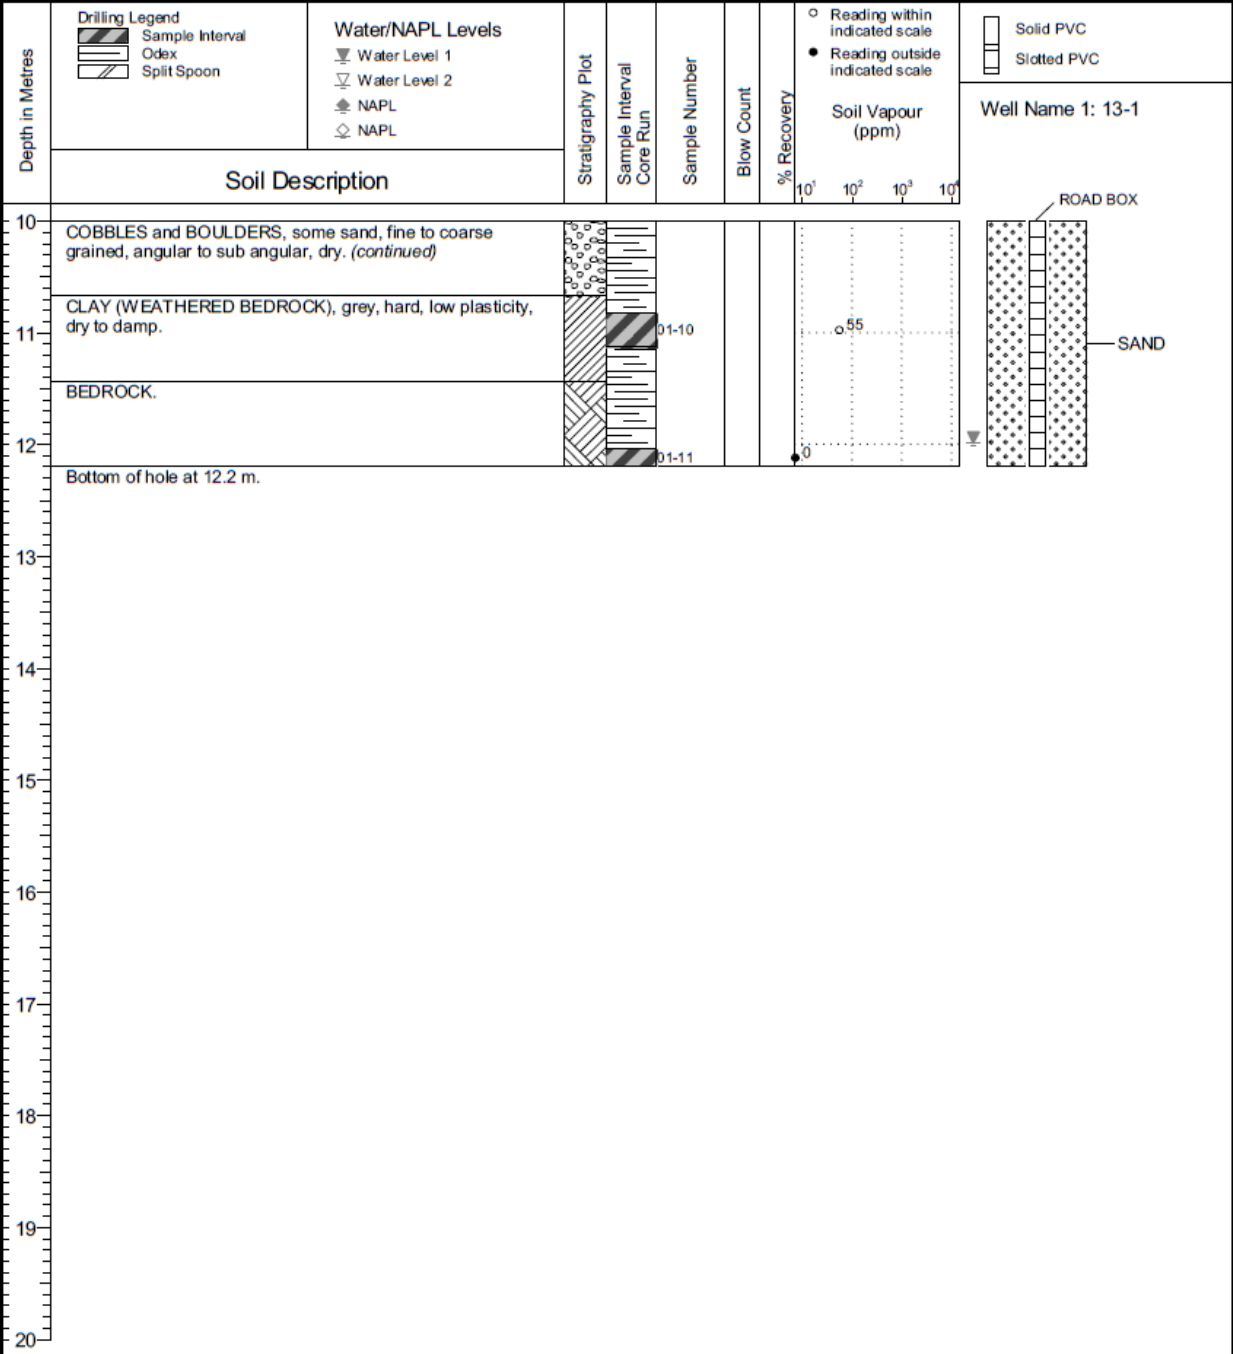 Drilling Legend
Sample Interval
Odex
Split Spoon
Water/NAPL Levels
Water Level 1
Water Level 2
NAPL
NAPL
Depth in Metres
Soil Description
Stratigraphy Plot
Sample Interval
Core Run
Sample Number
Blow Count
% Recovery
Reading within
indicated scale
Reading outside
indicated scale
Soil Vapour
(ppm)
10¹ 10² 10³ 10⁴
Solid PVC
Slotted PVC
Well Name 1: 13-1
ROAD BOX
10
COBBLES and BOULDERS, some sand, fine to coarse
grained, angular to sub angular, dry. (continued)
CLAY (WEATHERED BEDROCK), grey, hard, low plasticity,
dry to damp.
11
01-10
55
SAND
BEDROCK.
12
01-11
0
Bottom of hole at 12.2 m.
13
14
15
16
17
18
19
20